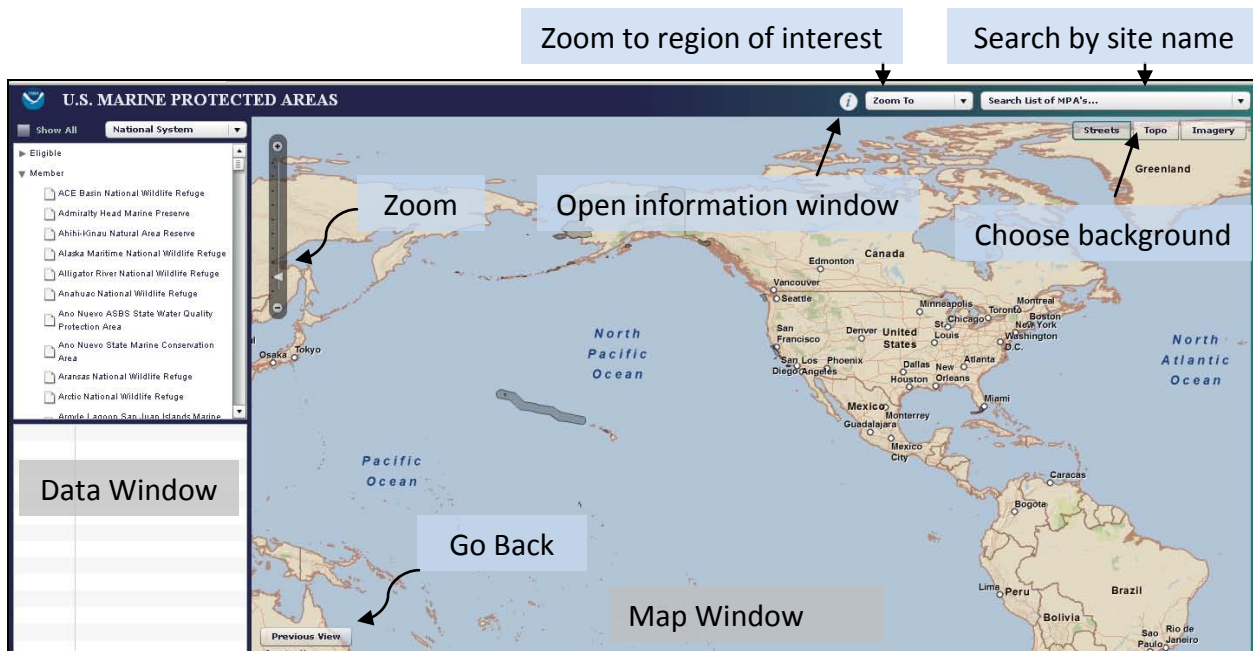 Zoom to region of interest
Search by site name
U.S. MARINE PROTECTED AREAS
i
Zoom To
Search List of MPA's...
Show All
National System
Eligible
Member
ACE Basin National Wildlife Refuge
Admiralty Head Marine Preserve
Ahihi-Kinau Natural Area Reserve
Alaska Maritime National Wildlife Refuge
Alligator River National Wildlife Refuge
Anahuac National Wildlife Refuge
Ano Nuevo ASBS State Water Quality
Protection Area
Ano Nuevo State Marine Conservation
Area
Aransas National Wildlife Refuge
Arctic National Wildlife Refuge
Argyle Lagoon San Juan Islands Marine
Data Window
Streets
Topo
Imagery
Greenland
Zoom
Open information window
Choose background
Canada
Edmonton
Vancouver
Seattle
Minneapolis
Montreal
Toronto
Boston
Chicago
New York
San
Francisco
Denver
United
States
St.
Louis
Washington
D.C.
San
Diego
Los
Angeles
Phoenix
Dallas
Atlanta
Houston
New
Orleans
Miami
Mexico
Monterrey
Guadalajara
Mexico
City
North
Pacific
Ocean
North
Atlantic
Ocean
Osaka
Tokyo
Pacific
Ocean
Caracas
Bogota
Go Back
Map Window
Lima
Peru
Brazil
Bolivia
Sao
Paulo
Rio de
Janeiro
Previous View